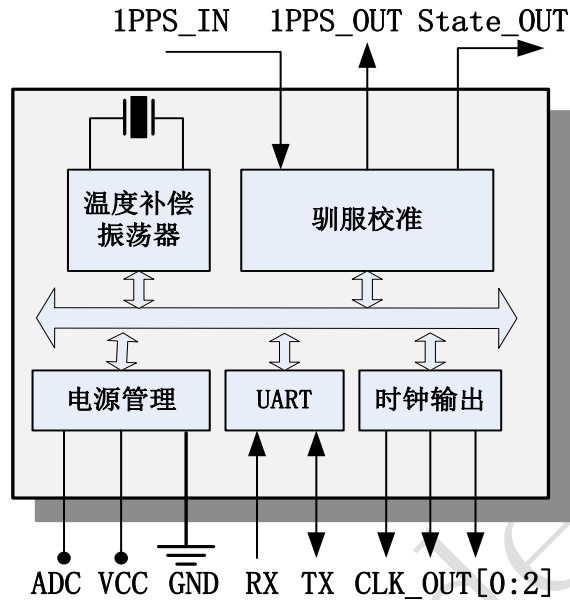 1PPS_IN 1PPS_OUT State_OUT
温度补偿
振荡器
驯服校准
电源管理 UART 时钟输出
ADC VCC GND RX TX CLK_OUT[0:2]